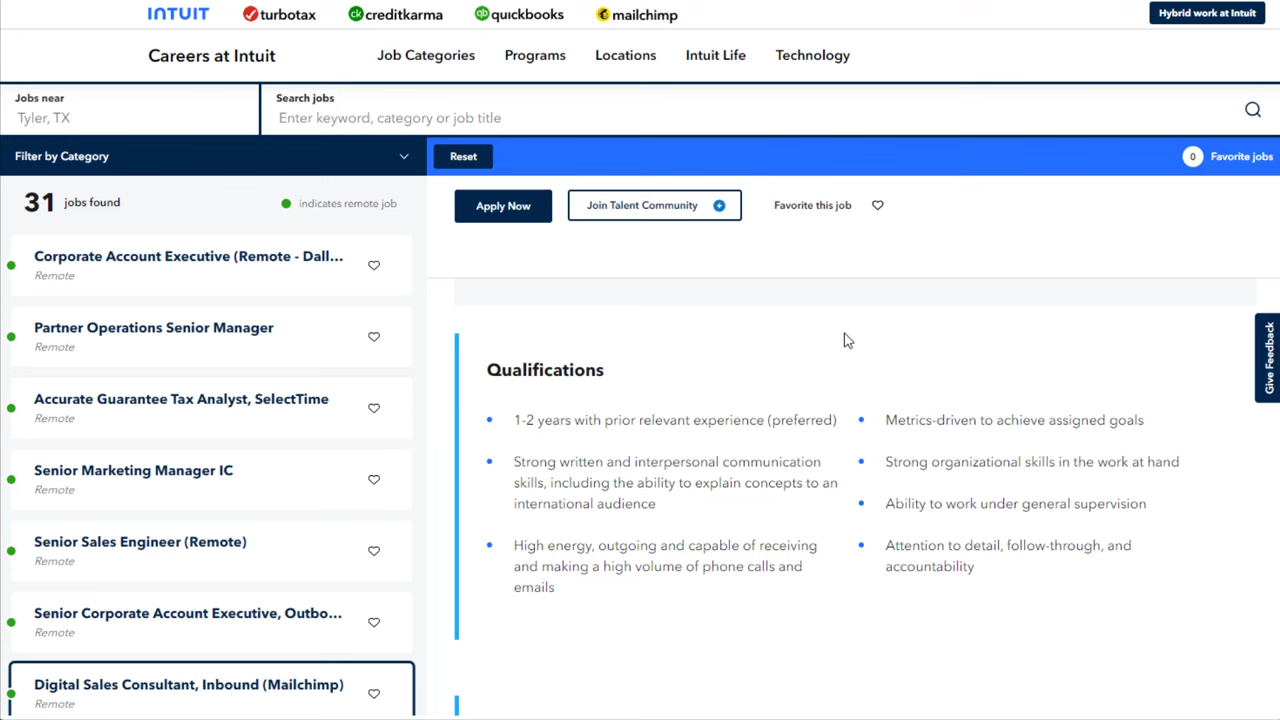 INTUIT turbotax creditkarma quickbooks mailchimp Hybrid work at Intuit
Careers at Intuit Job Categories Programs Locations Intuit Life Technology
Jobs near
Tyler, TX
Search jobs
Enter keyword, category or job title
Filter by Category
Reset
0 Favorite jobs
31 jobs found
indicates remote job
Corporate Account Executive (Remote - Dall...
Remote
Partner Operations Senior Manager
Remote
Accurate Guarantee Tax Analyst, SelectTime
Remote
Senior Marketing Manager IC
Remote
Senior Sales Engineer (Remote)
Remote
Senior Corporate Account Executive, Outbo...
Remote
Digital Sales Consultant, Inbound (Mailchimp)
Remote
Apply Now
Join Talent Community
Favorite this job
Qualifications
1-2 years with prior relevant experience (preferred)
Strong written and interpersonal communication
skills, including the ability to explain concepts to an
international audience
High energy, outgoing and capable of receiving
and making a high volume of phone calls and
emails
Metrics-driven to achieve assigned goals
Strong organizational skills in the work at hand
Ability to work under general supervision
Attention to detail, follow-through, and
accountability
Give Feedback